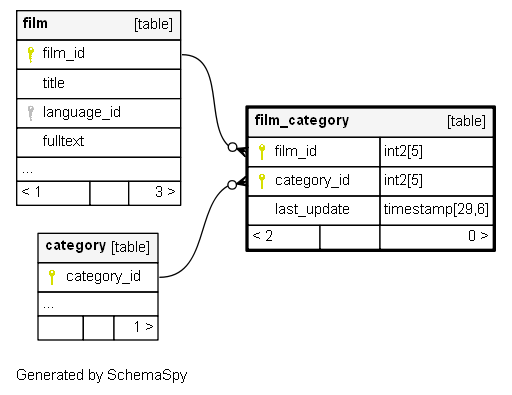 film [table]
film_id
title
language_id
fulltext
...
< 1 3 >
film_category [table]
film_id int2[5]
category_id int2[5]
last_update timestamp[29,6]
< 2 0 >
category [table]
category_id
...
1 >
Generated by SchemaSpy